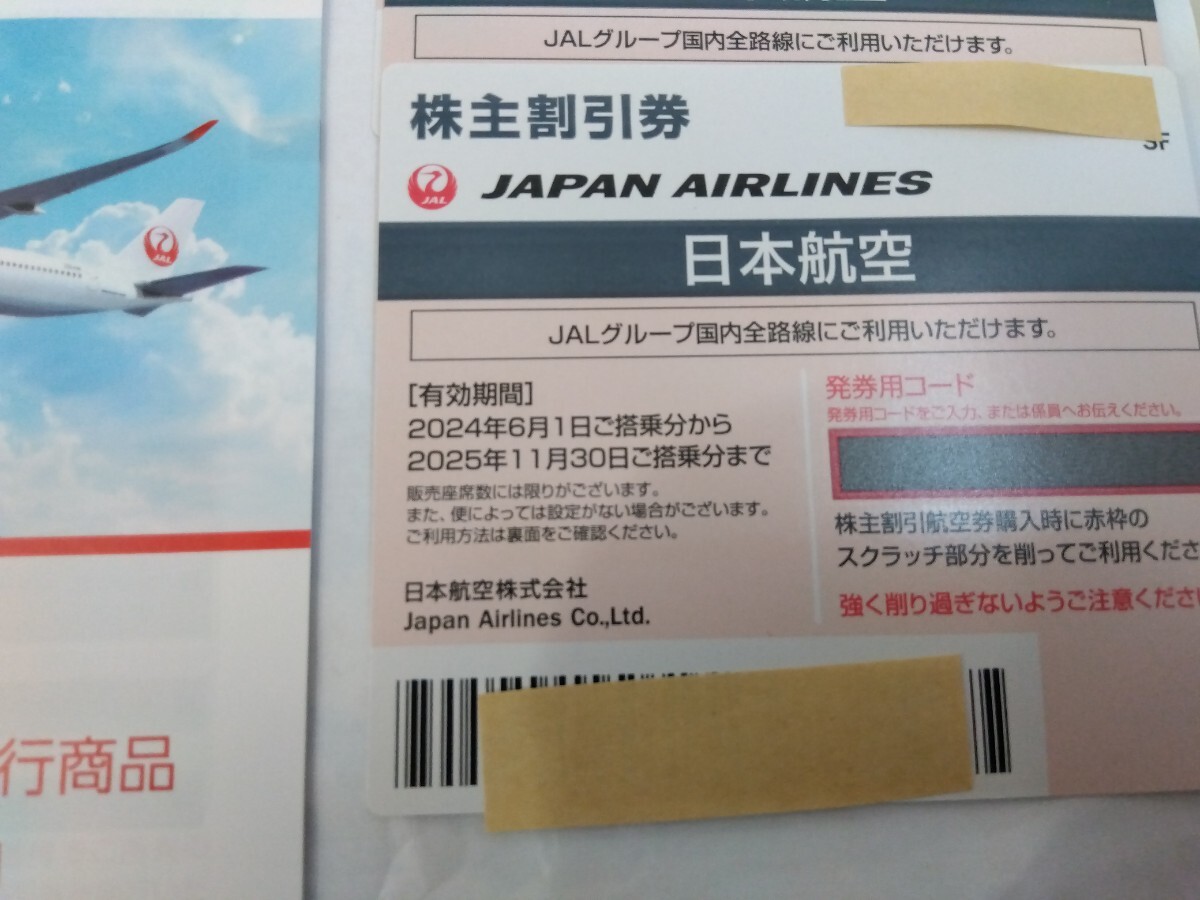 JALグループ国内全路線にご利用いただけます。
株主割引券
SF
JAL
JAPAN AIRLINES
JAL
日本航空
JALグループ国内全路線にご利用いただけます。
[有効期間]
2024年6月1日ご搭乗分から
2025年11月30日ご搭乗分まで
販売座席数には限りがございます。
また、便によっては設定がない場合がございます。
ご利用方法は裏面をご確認ください。
日本航空株式会社
Japan Airlines Co.,Ltd.
発券用コード
発券用コードをご入力、または係員へお伝えください。
株主割引航空券購入時に赤枠の
スクラッチ部分を削ってご利用くださ
強く削り過ぎないようご注意くださ
行商品